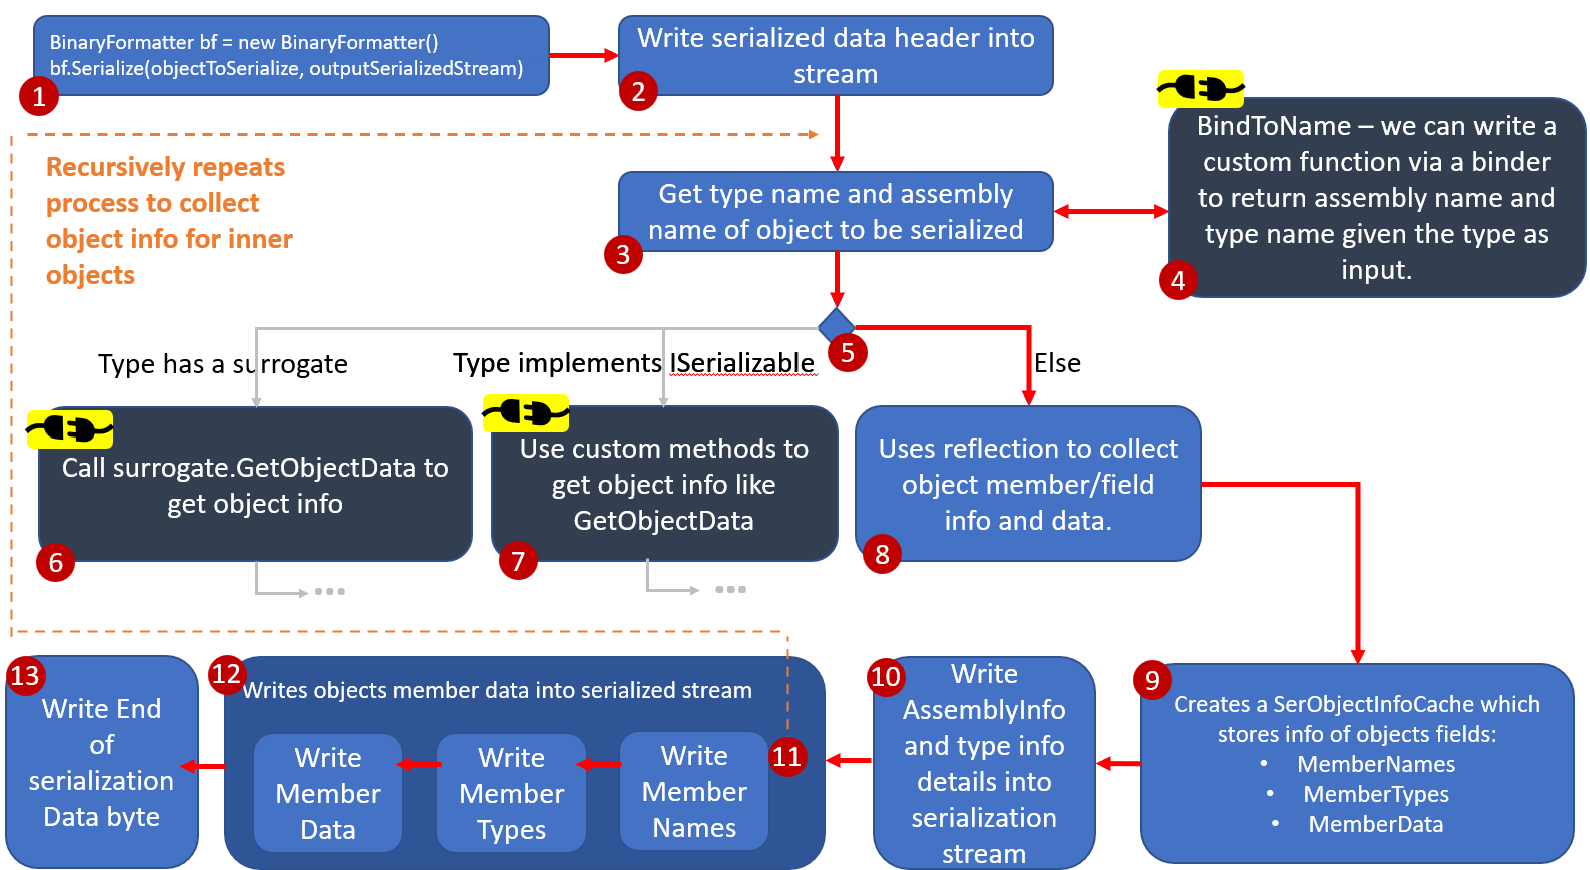 BinaryFormatter bf = new BinaryFormatter()
bf.Serialize(objectToSerialize, outputSerializedStream)
1
Write serialized data header into
stream
2
Recursively repeats
process to collect
object info for inner
objects
Get type name and assembly
name of object to be serialized
3
BindToName – we can write a
custom function via a binder
to return assembly name and
type name given the type as
input.
4
5
Type has a surrogate
Type implements ISerializable
Else
Call surrogate.GetObjectData to
get object info
6
Use custom methods to
get object info like
GetObjectData
7
Uses reflection to collect
object member/field
info and data.
8
...
...
9
Creates a SerObjectInfoCache which
stores info of objects fields:
• MemberNames
• MemberTypes
• MemberData
10
Write
AssemblyInfo
and type info
details into
serialization
stream
11
12
Writes objects member data into serialized stream
Write
Member
Names
Write
Member
Types
Write
Member
Data
13
Write End
of
serialization
Data byte